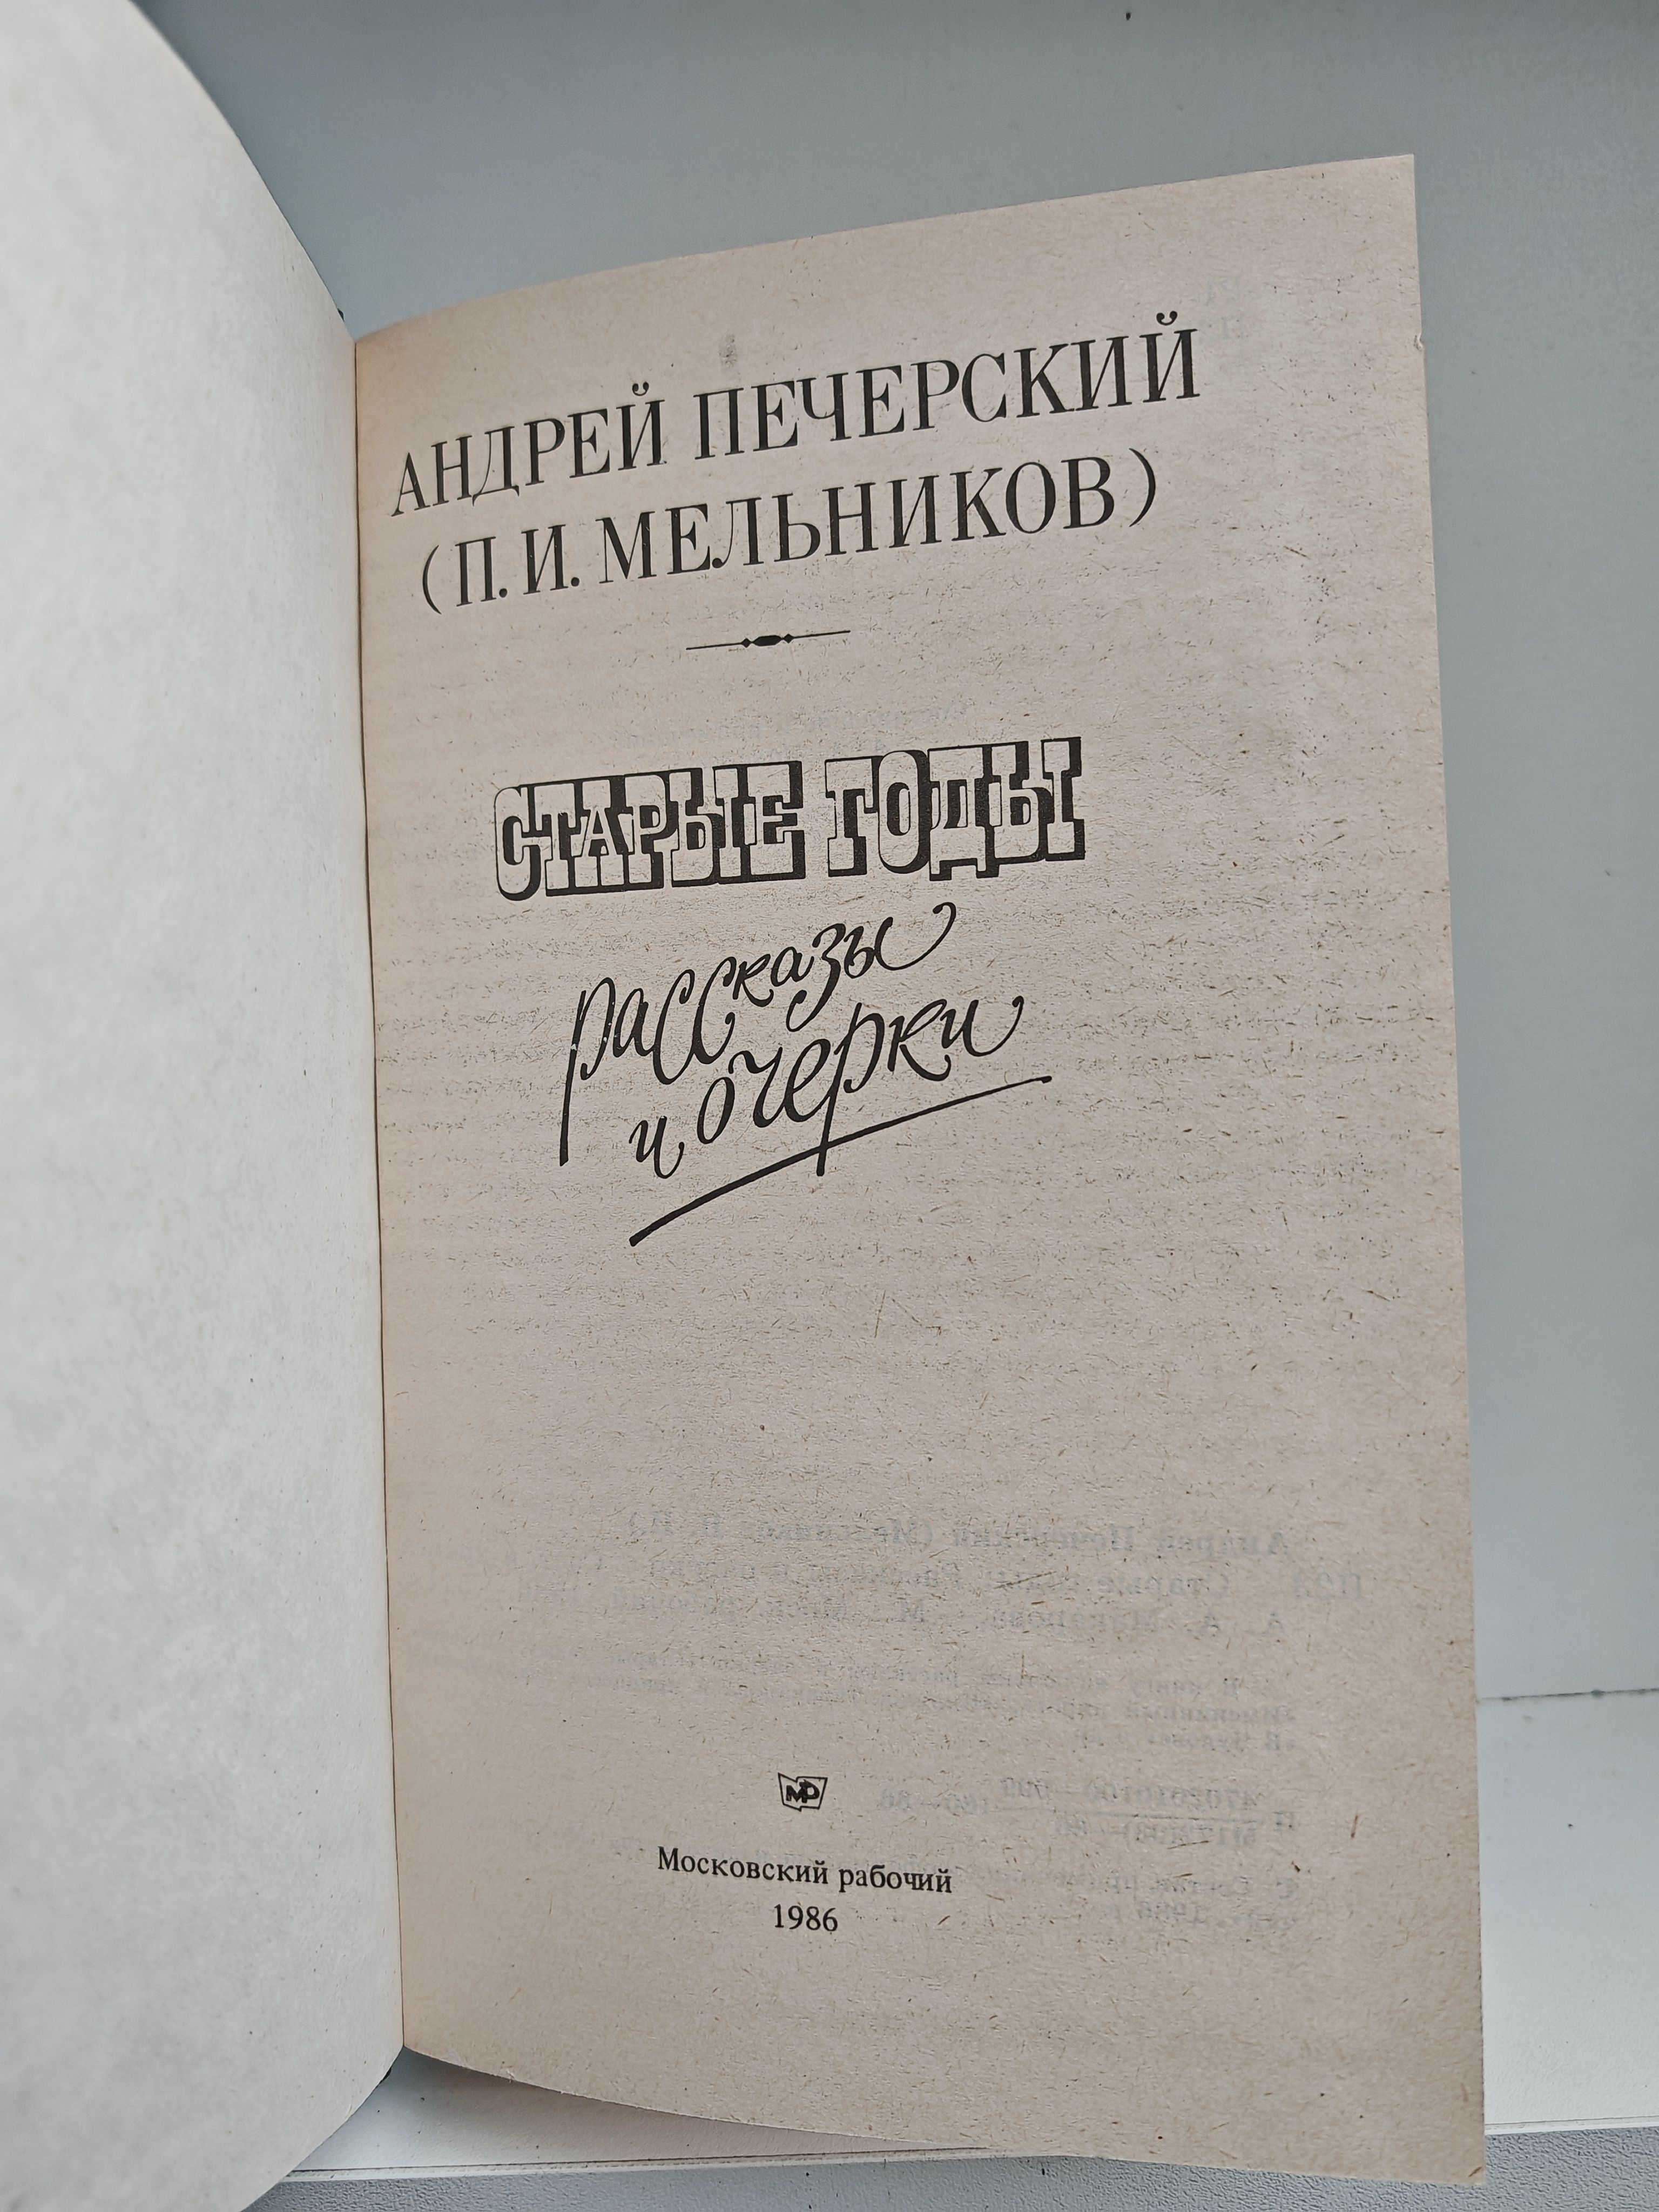 АНДРЕЙ ПЕЧЕРСКИЙ
(П. И. МЕЛЬНИКОВ)
СТАРЫЕ ГОДЫ
рассказы
и очерки
МР
Московский рабочий
1986